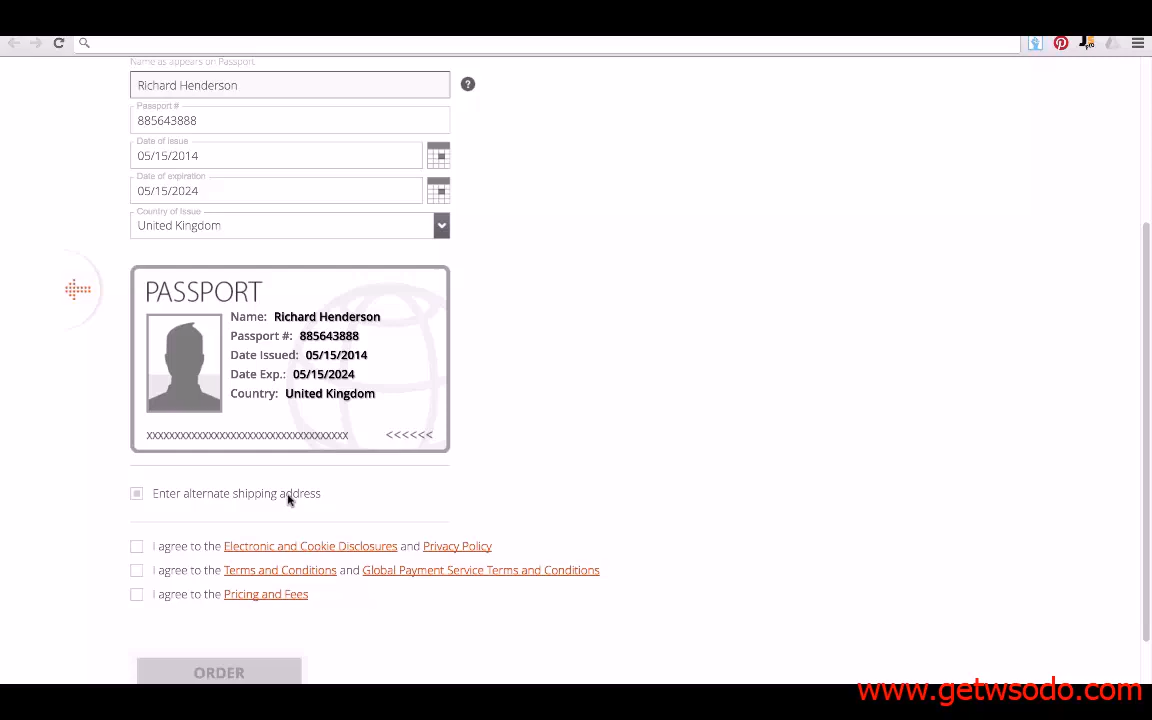 Name as appears on Passport
Richard Henderson
?
Passport #
885643888
Date of issue
05/15/2014
Date of expiration
05/15/2024
Country of Issue
United Kingdom
PASSPORT
Name: Richard Henderson
Passport #: 885643888
Date Issued: 05/15/2014
Date Exp.: 05/15/2024
Country: United Kingdom
xxxxxxxxxxxxxxxxxxxxxxxxxxxxxxxxxxxx <<<<<<
Enter alternate shipping address
I agree to the Electronic and Cookie Disclosures and Privacy Policy
I agree to the Terms and Conditions and Global Payment Service Terms and Conditions
I agree to the Pricing and Fees
ORDER
www.getwsodo.com